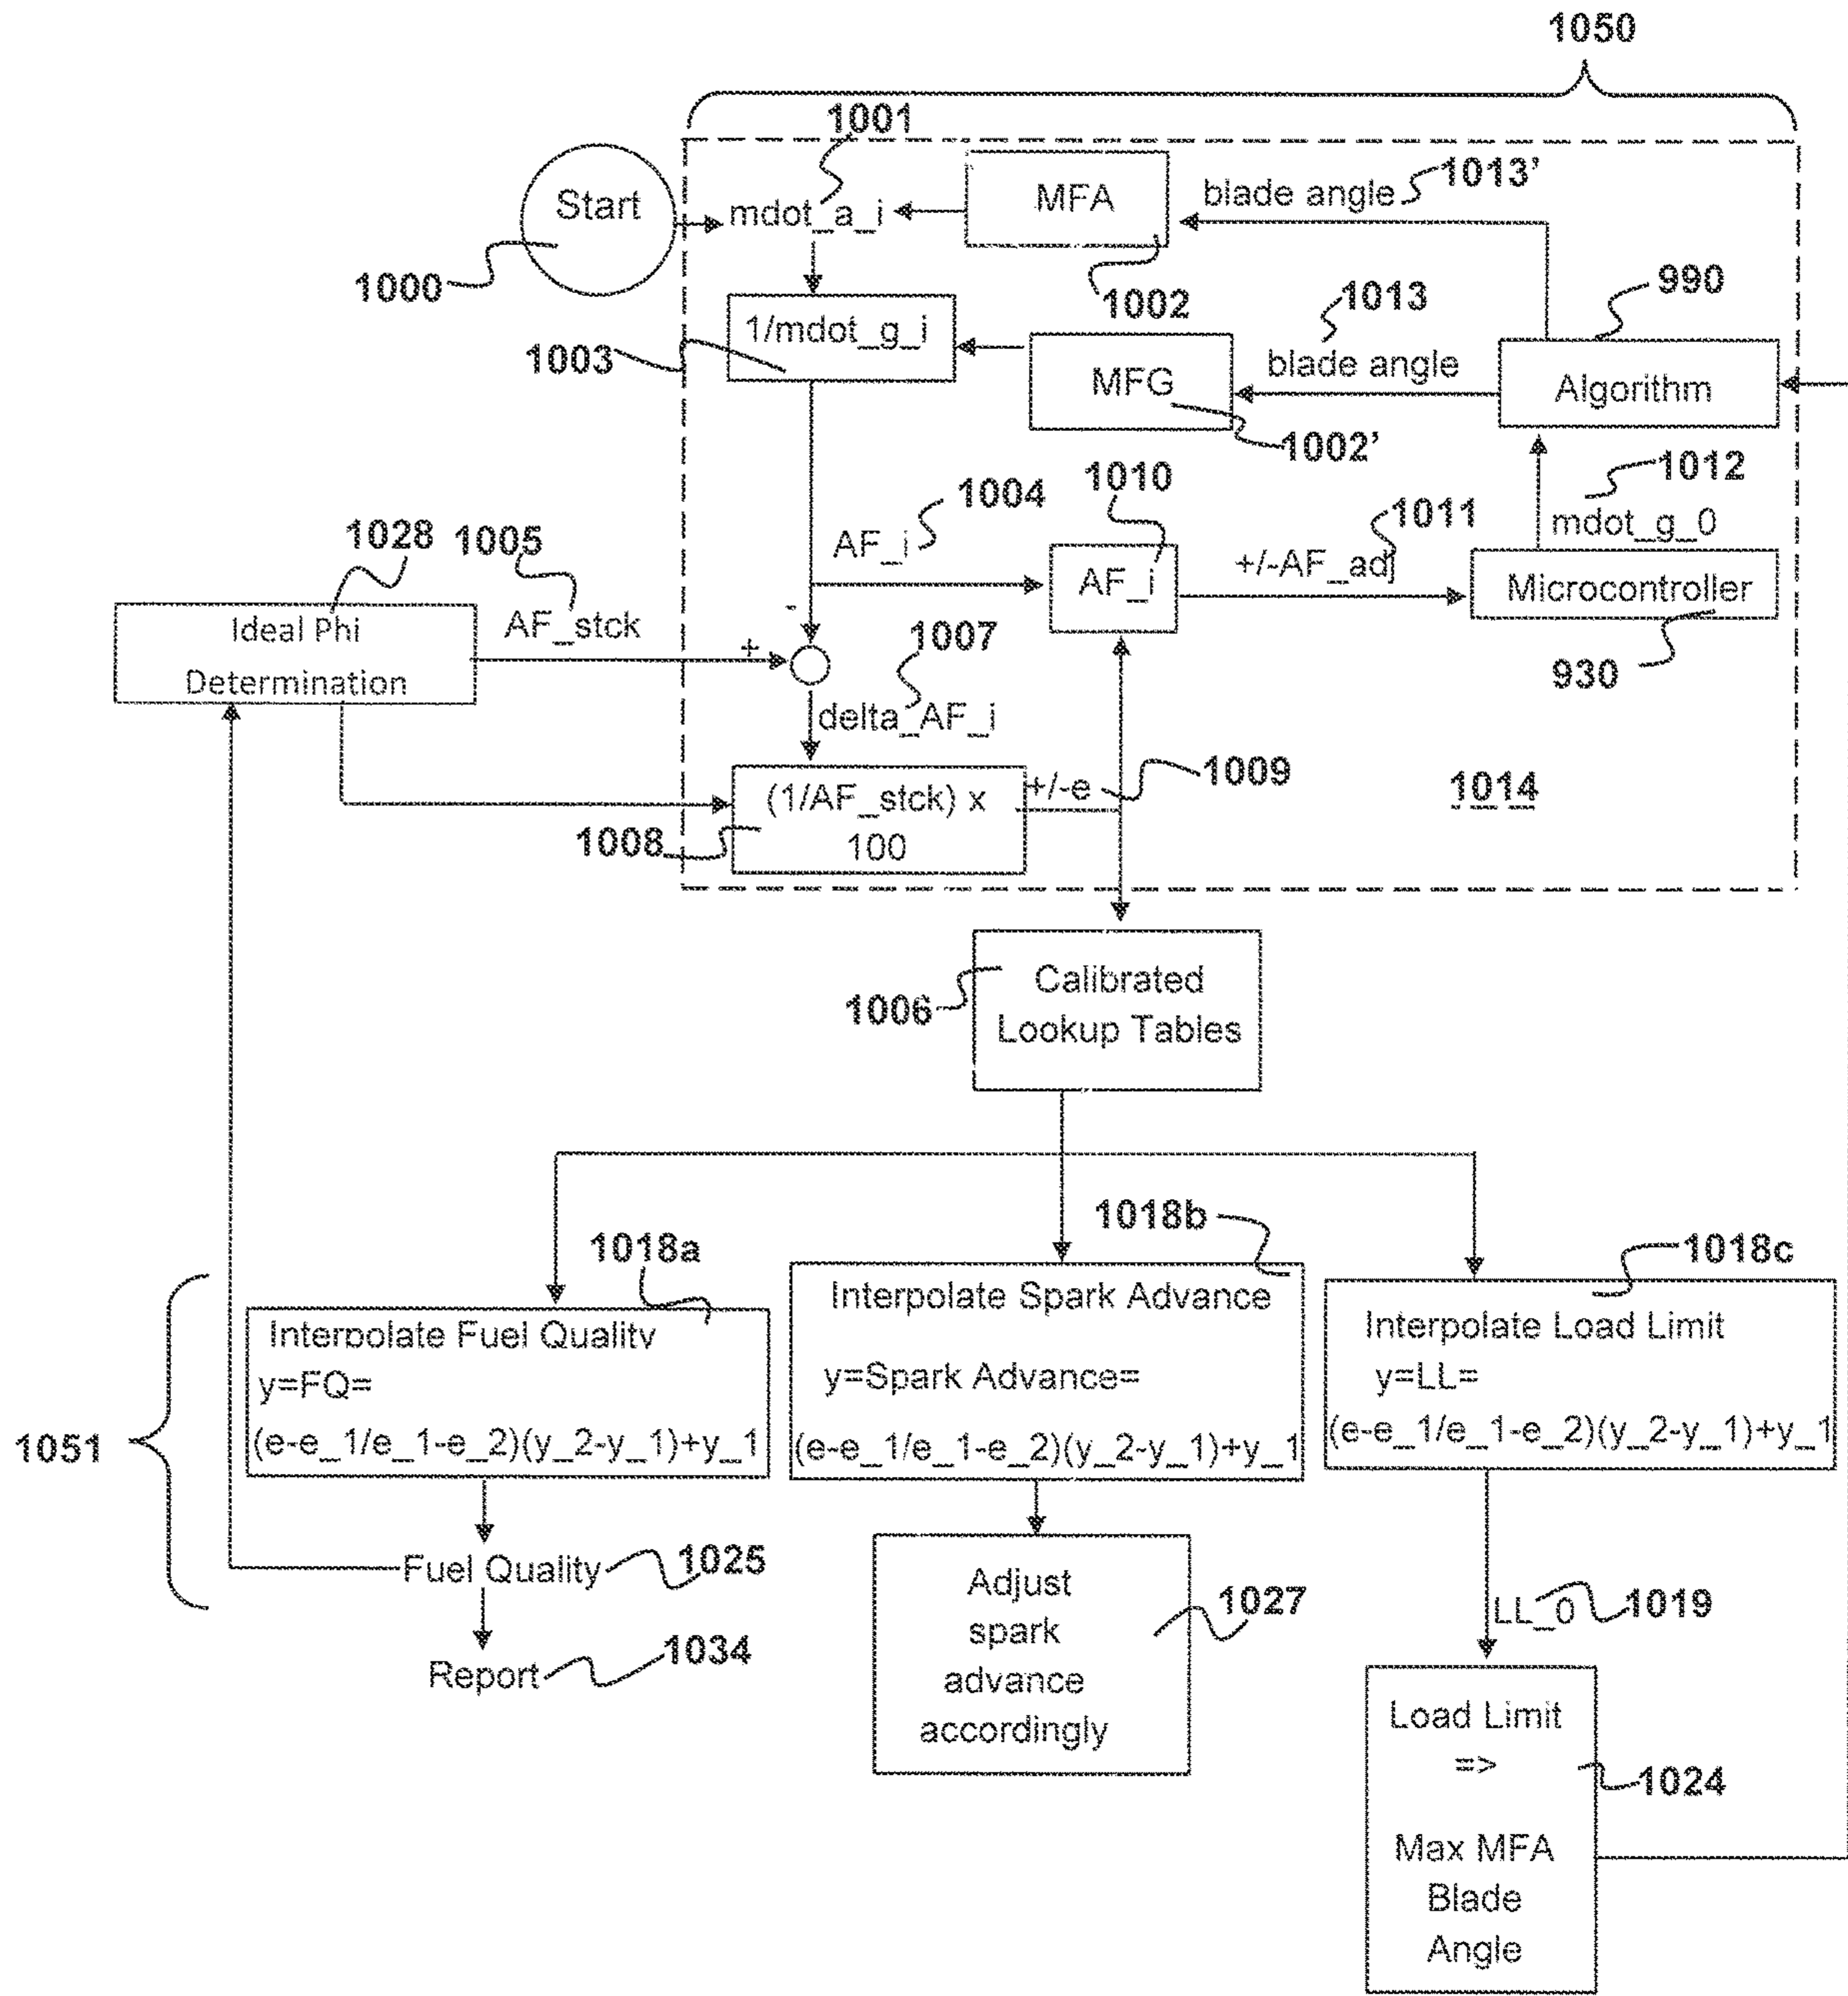 1050
1001
Start
mdot_a_i
MFA
blade angle
1013'
1000
1002
1013
990
1/mdot_g_i
1003
MFG
blade angle
Algorithm
1002'
1010
1012
1004
1011
mdot_g_0
1028
1005
AF_i
+/-AF_adj
AF_i
Microcontroller
Ideal Phi
Determination
AF_stck
-
+
1007
930
delta_AF_i
(1/AF_stck) x
100
+/-e
1009
1014
1008
Calibrated
Lookup Tables
1006
1018b
1018a
1018c
Interpolate Fuel Quality
y=FQ=
(e-e_1/e_1-e_2)(y_2-y_1)+y_1
Interpolate Spark Advance
y=Spark Advance=
(e-e_1/e_1-e_2)(y_2-y_1)+y_1
Interpolate Load Limit
y=LL=
(e-e_1/e_1-e_2)(y_2-y_1)+y_1
1051
Fuel Quality
1025
Adjust
spark
advance
accordingly
1027
LL_0
1019
Report
1034
Load Limit
=>
Max MFA
Blade
Angle
1024